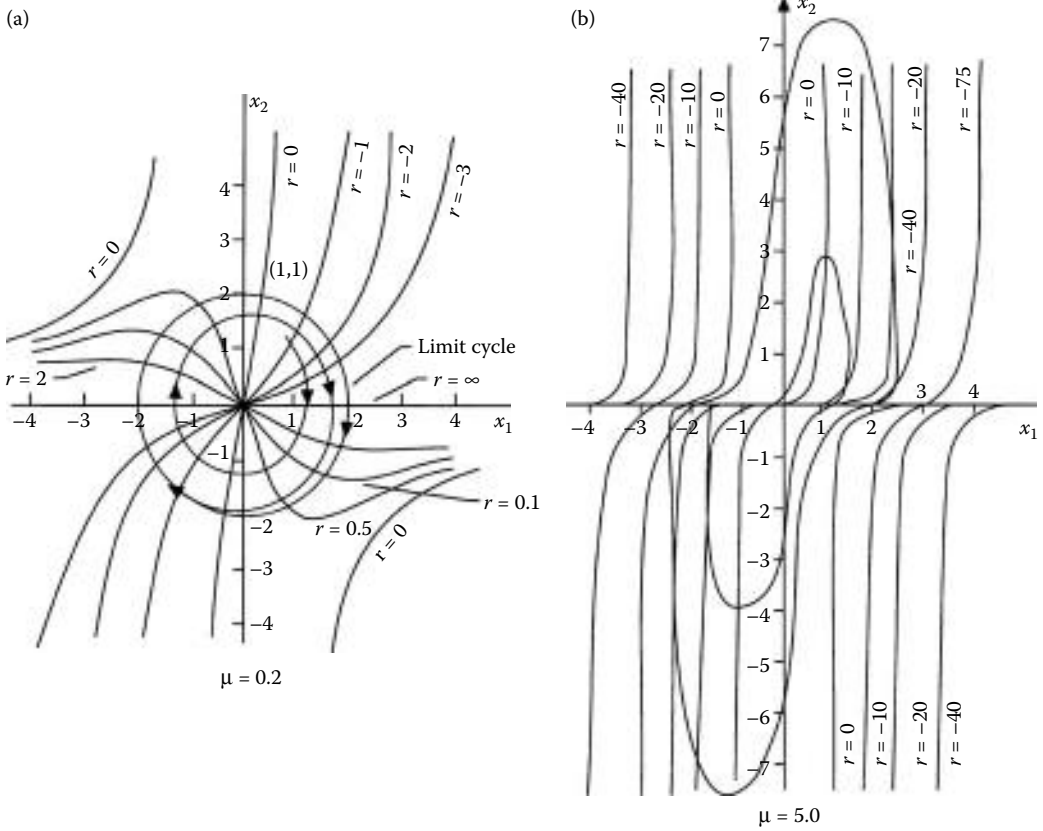 (a)
x₂
4
3
2
1
−1
−2
−3
−4
−4
−3
−2
−1
1
2
3
4
x₁
r = 0
r = 0
r = −1
r = −2
r = −3
(1,1)
Limit cycle
r = ∞
r = 2
r = 0.1
r = 0.5
r = 0
μ = 0.2
(b)
x₂
7
6
5
4
3
2
1
−1
−2
−3
−4
−5
−6
−7
−4
−2
−1
1
2
3
4
x₁
r = −40
r = −20
r = −10
r = 0
r = 0
r = −10
r = −20
r = −75
r = −40
r = 0
r = −10
r = −20
r = −40
μ = 5.0